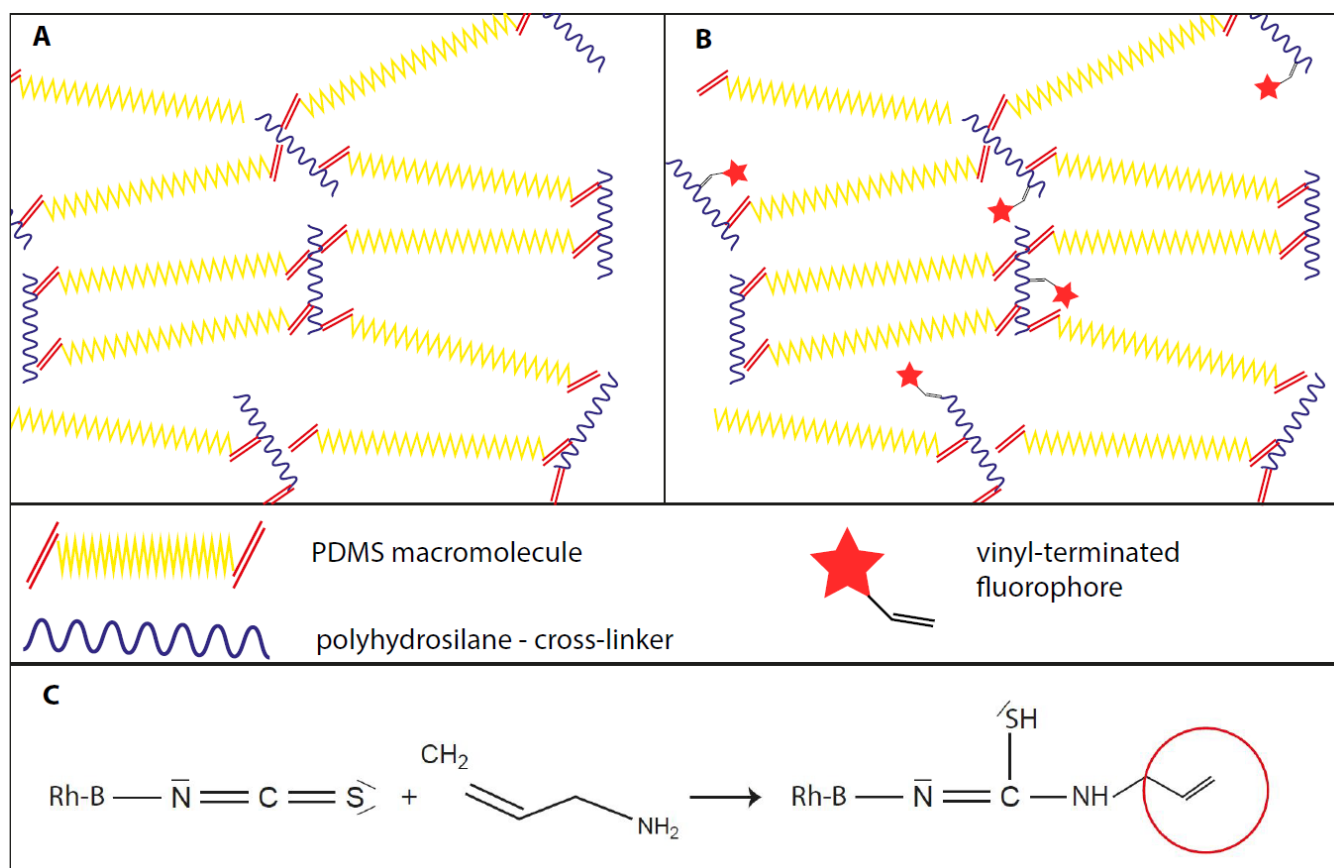 A
B
PDMS macromolecule
vinyl-terminated
fluorophore
polyhydrosilane - cross-linker
C
Rh-B — N = C = S + CH2 NH2 → Rh-B — N = C — NH
SH